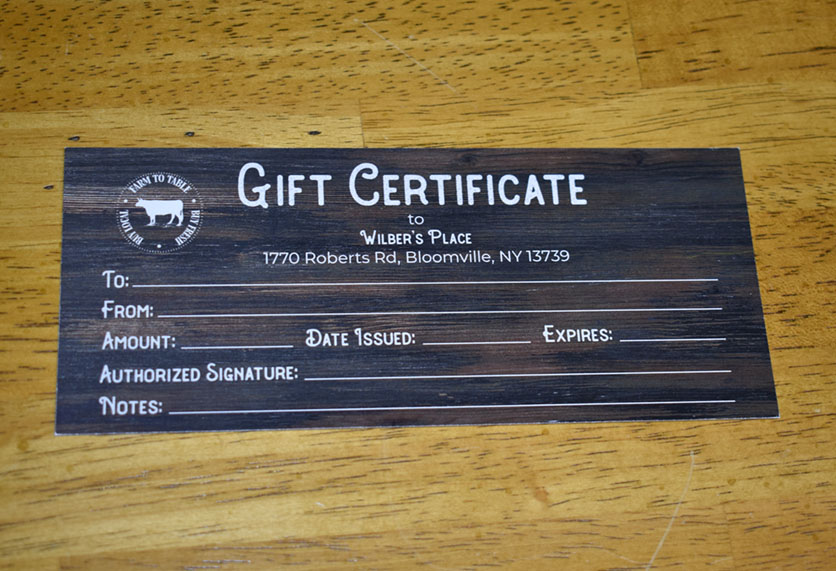 FARM TO TABLE
BUY LOCAL
BUY FRESH
GIFT CERTIFICATE
to
WILBER'S PLACE
1770 Roberts Rd, Bloomville, NY 13739
TO:
FROM:
AMOUNT: DATE ISSUED: EXPIRES:
AUTHORIZED SIGNATURE:
NOTES: